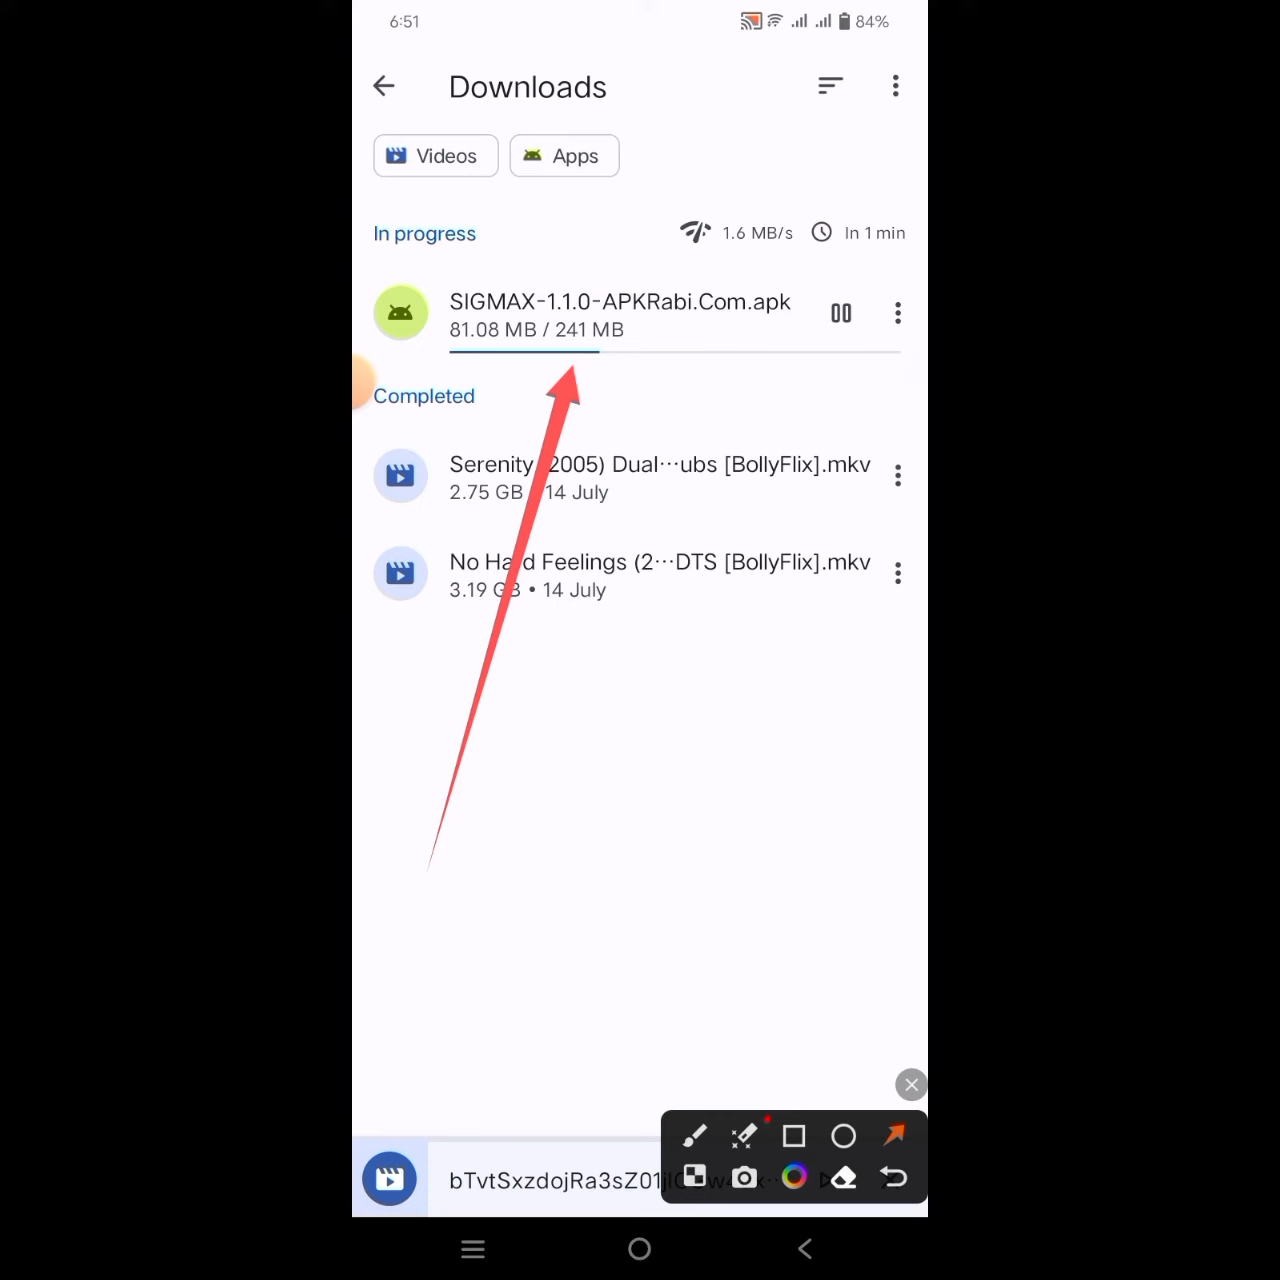 6:51
84%
Downloads
Videos
Apps
In progress
1.6 MB/s
In 1 min
SIGMAX-1.1.0-APKRabi.Com.apk
81.08 MB / 241 MB
Completed
Serenity (2005) Dual···ubs [BollyFlix].mkv
2.75 GB • 14 July
No Hard Feelings (2···DTS [BollyFlix].mkv
3.19 GB • 14 July